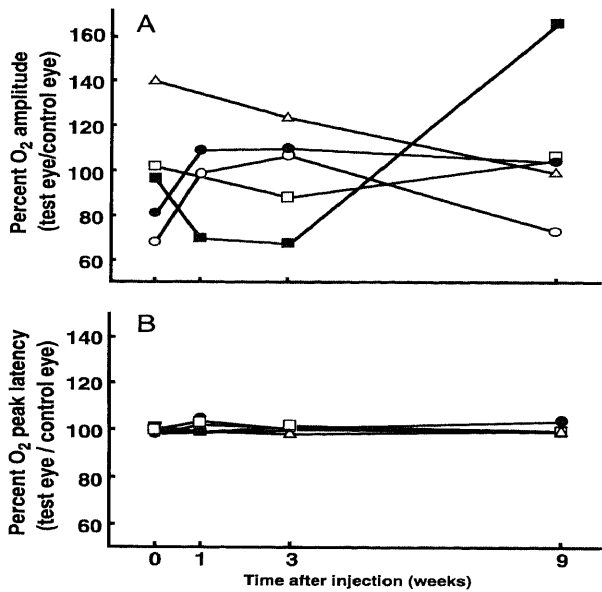 A
Percent O2 amplitude
(test eye/control eye)
160
140
120
100
80
60
B
Percent O2 peak latency
(test eye / control eye)
140
120
100
80
60
0 1 3 9
Time after injection (weeks)